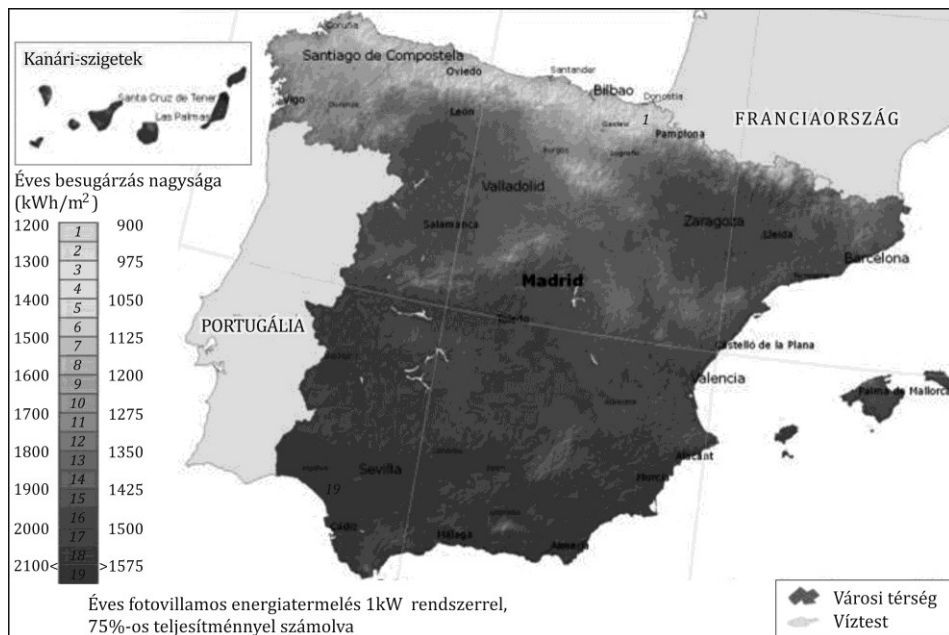 A Coruña
Santiago de Compostela
Oviedo
Santander
Bilbao
Donostia
Vigo
León
Pamplona
1
FRANCIAORSZÁG
Kanári-szigetek
Santa Cruz de Tener
Las Palmas
Éves besugárzás nagysága
(kWh/m²)
1200 1 900
2
1300 3 975
4
1400 5 1050
6
1500 7 1125
8
1600 9 1200
10
1700 11 1275
12
1800 13 1350
14
1900 15 1425
16
2000 17 1500
18
2100< 19 >1575
Burgos
Logroño
Valladolid
Zaragoza
Salamanca
Lleida
Barcelona
Madrid
PORTUGÁLIA
Toledo
Castelló de la Plana
Valencia
Palma de Mallorca
Alacant
Sevilla
Murcia
19
Cádiz
Málaga
Almería
Éves fotovillamos energiatermelés 1kW rendszerrel,
75%-os teljesítménnyel számolva
Városi térség
Víztest